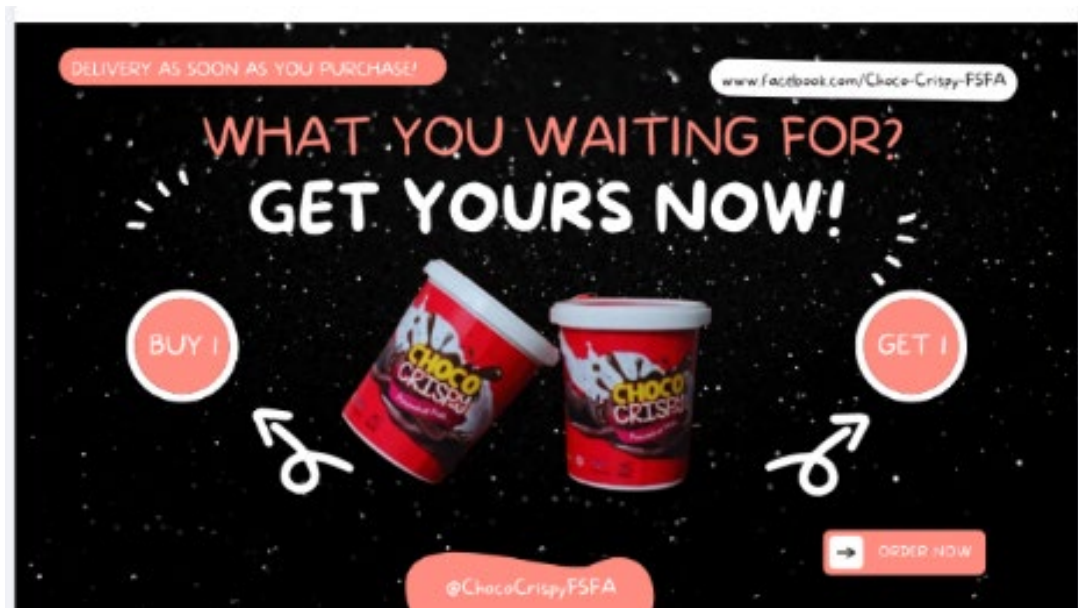 DELIVERY AS SOON AS YOU PURCHASE!
www.facebook.com/Choco-Crispy-FSFA
WHAT YOU WAITING FOR?
GET YOURS NOW!
BUY 1
GET 1
CHOCO
CRISPY
CHOCO
CRISPY
ORDER NOW
@ChocoCrispyFSFA